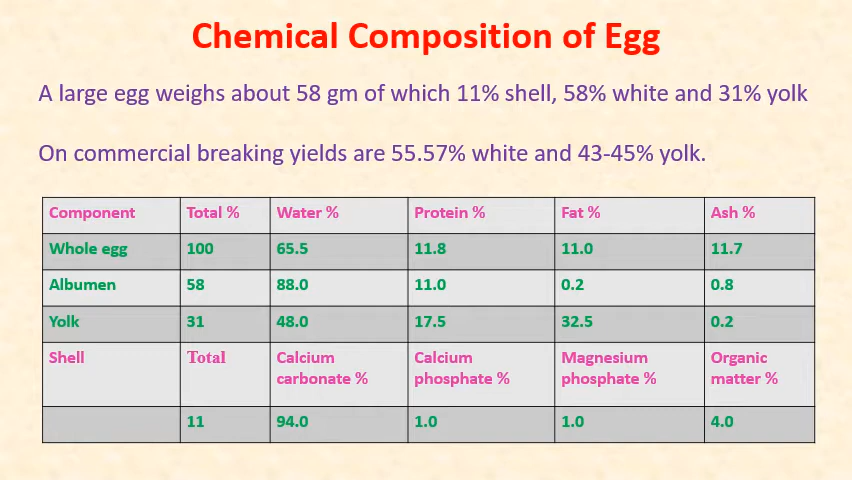 Chemical Composition of Egg
A large egg weighs about 58 gm of which 11% shell, 58% white and 31% yolk
On commercial breaking yields are 55.57% white and 43-45% yolk.
Component Total % Water % Protein % Fat % Ash %
Whole egg 100 65.5 11.8 11.0 11.7
Albumen 58 88.0 11.0 0.2 0.8
Yolk 31 48.0 17.5 32.5 0.2
Shell Total Calcium carbonate % Calcium phosphate % Magnesium phosphate % Organic matter %
11 94.0 1.0 1.0 4.0